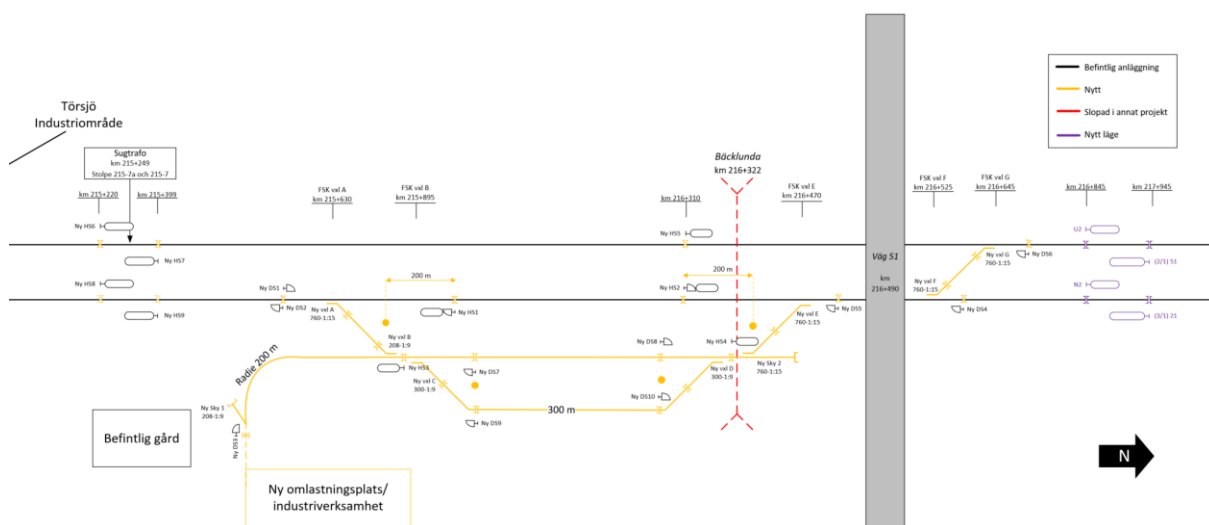 Törsjö
Industriområde
Sugtrafo
km 215+249
Stolpe 215-7a och 215-7
km 215+220
km 215+399
FSK vxl A
km 215+630
FSK vxl B
km 215+895
Bäcklunda
km 216+322
km 216+310
FSK vxl E
km 216+470
FSK vxl F
km 216+525
FSK vxl G
km 216+645
km 216+845
km 217+945
Befintlig anläggning
Nytt
Slopad i annat projekt
Nytt läge
Ny HS6
Ny HS7
Ny HS8
Ny HS9
Ny DS1
Ny DS2
200 m
Ny vxl A
760-1:15
Ny HS1
Ny vxl B
208-1:9
Ny HS5
200 m
Ny HS2
Ny DS8
Ny HS4
Ny vxl E
760-1:15
Ny DS5
Väg 51
km
216+490
Ny vxl F
760-1:15
Ny vxl G
760-1:15
Ny DS6
Ny DS4
U2
(2/1) 51
N2
(3/1) 21
Radie 200 m
Ny HS3
Ny vxl C
300-1:9
Ny DS7
Ny DS10
Ny vxl D
300-1:9
Ny Sky 2
760-1:15
300 m
Ny DS9
Ny Sky 1
208-1:9
Ny DS3
Befintlig gård
Ny omlastningsplats/
industriverksamhet
N